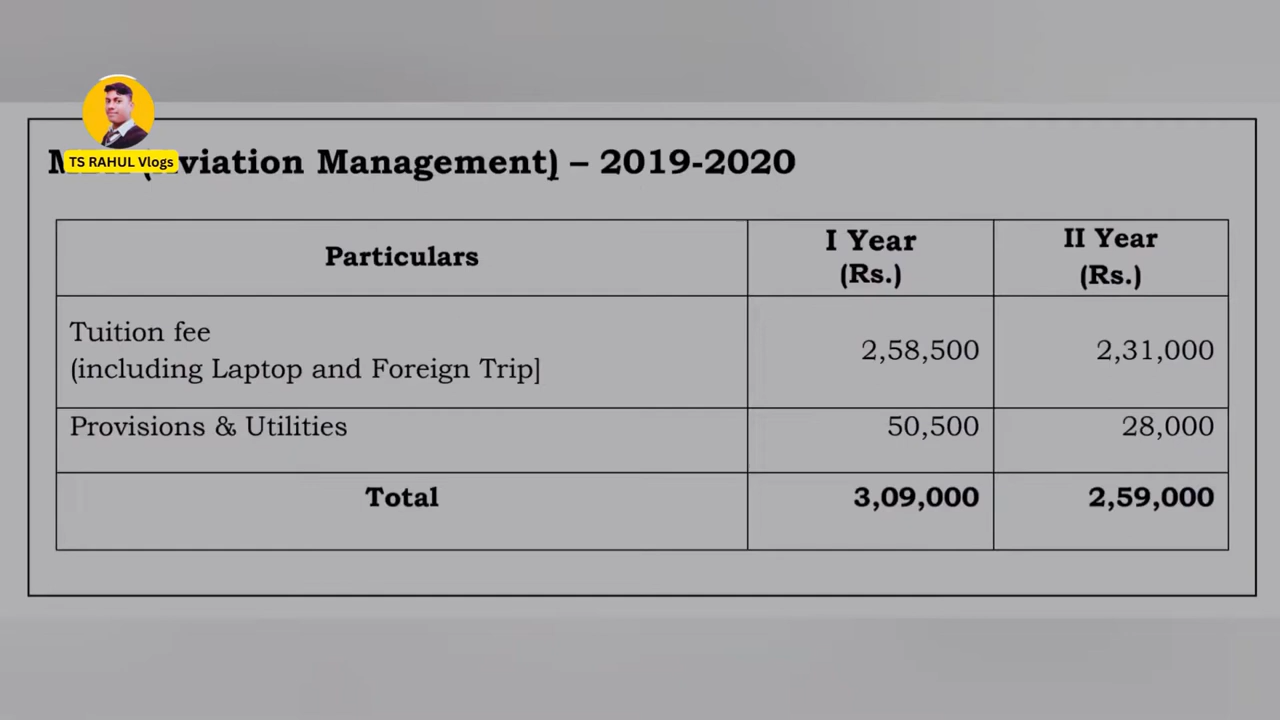 TS RAHUL Vlogs
(Aviation Management) – 2019-2020
Particulars
I Year
(Rs.)
II Year
(Rs.)
Tuition fee
(including Laptop and Foreign Trip]
2,58,500
2,31,000
Provisions & Utilities
50,500
28,000
Total
3,09,000
2,59,000